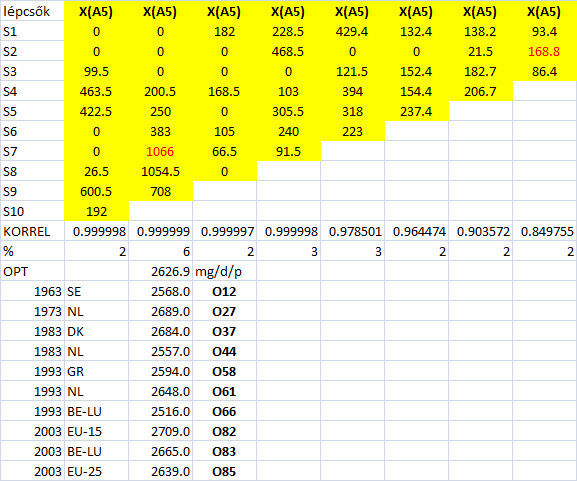 lépcsők X(A5) X(A5) X(A5) X(A5) X(A5) X(A5) X(A5) X(A5)
S1 0 0 182 228.5 429.4 132.4 138.2 93.4
S2 0 0 0 468.5 0 0 21.5 168.8
S3 99.5 0 0 0 121.5 152.4 182.7 86.4
S4 463.5 200.5 168.5 103 394 154.4 206.7
S5 422.5 250 0 305.5 318 237.4
S6 0 383 105 240 223
S7 0 1066 66.5 91.5
S8 26.5 1054.5 0
S9 600.5 708
S10 192
KORREL 0.999998 0.999999 0.999997 0.999998 0.978501 0.964474 0.903572 0.849755
% 2 6 2 3 3 2 2 2
OPT 2626.9 mg/d/p
1963 SE 2568.0 O12
1973 NL 2689.0 O27
1983 DK 2684.0 O37
1983 NL 2557.0 O44
1993 GR 2594.0 O58
1993 NL 2648.0 O61
1993 BE-LU 2516.0 O66
2003 EU-15 2709.0 O82
2003 BE-LU 2665.0 O83
2003 EU-25 2639.0 O85